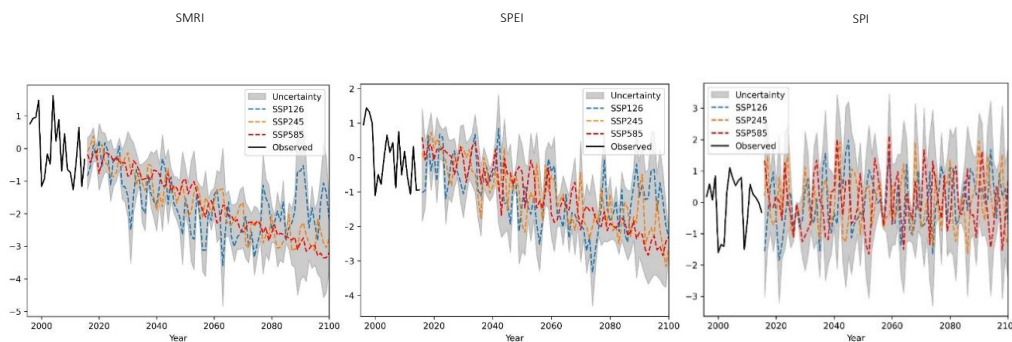 SMRI
SPEI
SPI
Uncertainty
SSP126
SSP245
SSP585
Observed
1
0
−1
−2
−3
−4
−5
2000
2020
2040
2060
2080
2100
Year
Uncertainty
SSP126
SSP245
SSP585
Observed
2
1
0
−1
−2
−3
−4
2000
2020
2040
2060
2080
2100
Year
Uncertainty
SSP126
SSP245
SSP585
Observed
3
2
1
0
−1
−2
−3
2000
2020
2040
2060
2080
2100
Year